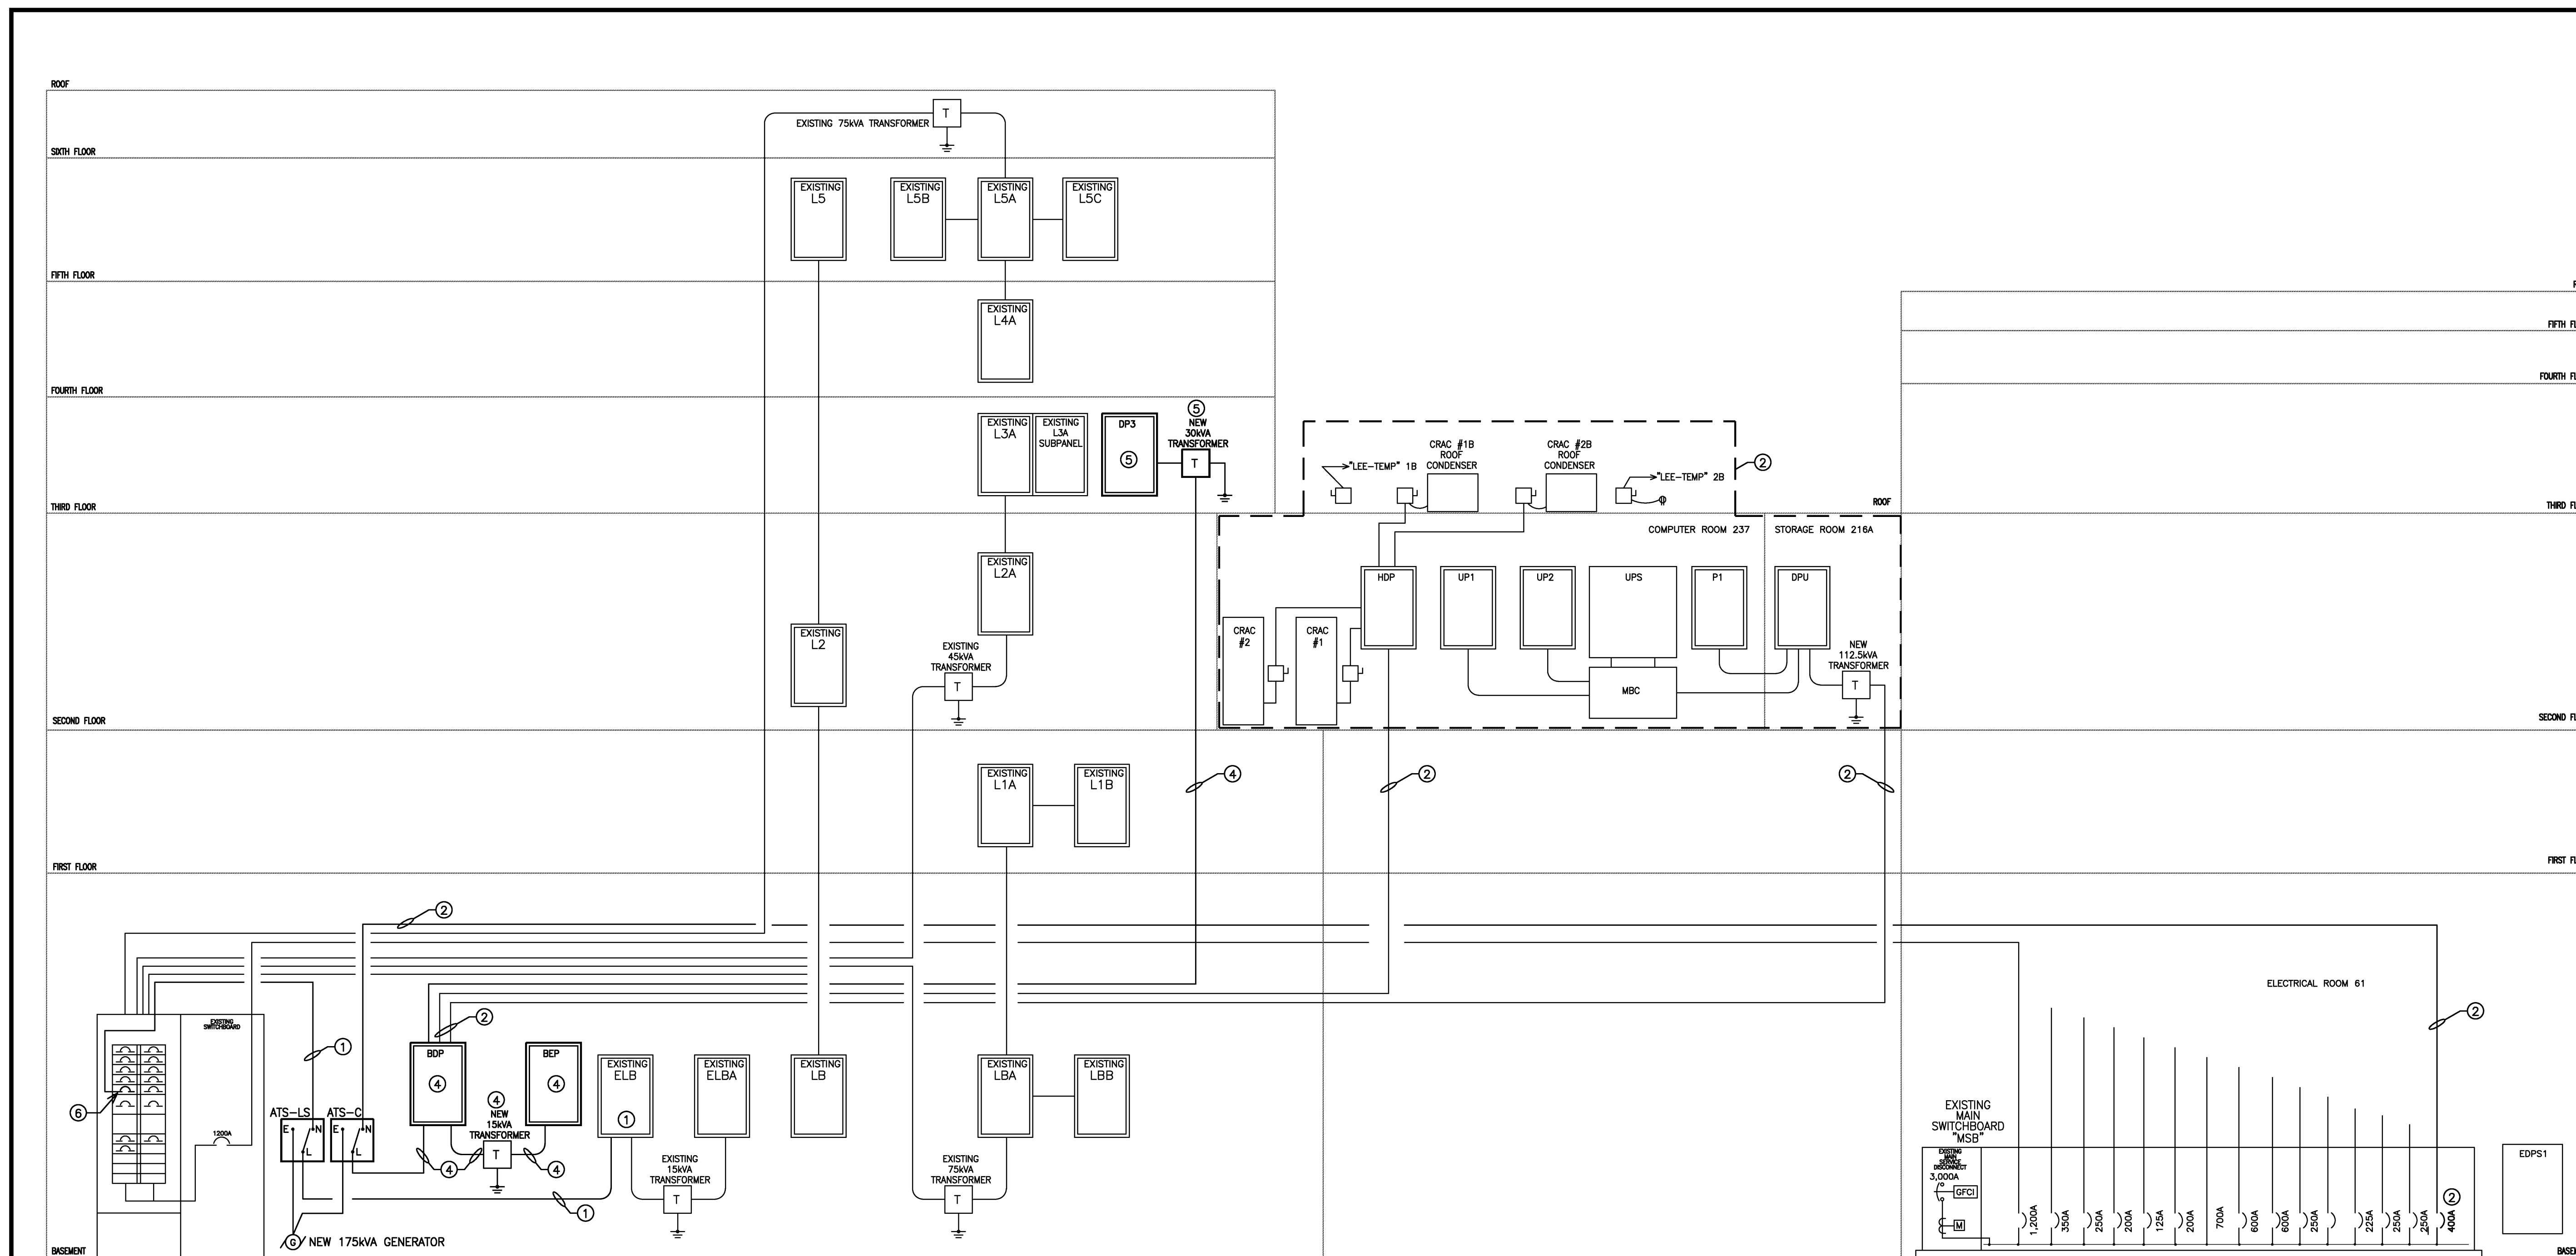 ROOF
EXISTING 75kVA TRANSFORMER
T
SIXTH FLOOR
EXISTING
L5
EXISTING
L5B
EXISTING
L5A
EXISTING
L5C
FIFTH FLOOR
EXISTING
L4A
FOURTH FLOOR
EXISTING
L3A
EXISTING
L3A
SUBPANEL
DP3
5
5
NEW
30kVA
TRANSFORMER
T
THIRD FLOOR
"LEE-TEMP" 1B
CRAC #1B
ROOF
CONDENSER
CRAC #2B
ROOF
CONDENSER
"LEE-TEMP" 2B
2
ROOF
COMPUTER ROOM 237
STORAGE ROOM 216A
EXISTING
L2A
EXISTING
L2
EXISTING
45kVA
TRANSFORMER
T
CRAC
#2
CRAC
#1
HDP
UP1
UP2
UPS
MBC
P1
DPU
NEW
112.5kVA
TRANSFORMER
T
SECOND FLOOR
EXISTING
L1A
EXISTING
L1B
4
2
2
FIRST FLOOR
FIFTH FL
FOURTH FL
THIRD FL
SECOND FL
FIRST FL
2
EXISTING
SWITCHBOARD
1200A
6
1
ATS-LS
E
N
L
ATS-C
E
N
L
2
BDP
4
BEP
4
4
NEW
15kVA
TRANSFORMER
T
4
4
EXISTING
ELB
1
EXISTING
ELBA
EXISTING
15kVA
TRANSFORMER
T
1
EXISTING
LB
EXISTING
LBA
EXISTING
LBB
EXISTING
75kVA
TRANSFORMER
T
G
NEW 175kVA GENERATOR
BASEMENT
ELECTRICAL ROOM 61
2
EXISTING
MAIN
SWITCHBOARD
"MSB"
EXISTING
MAIN
SERVICE
DISCONNECT
3,000A
GFCI
M
1,200A
350A
250A
200A
125A
200A
700A
600A
600A
250A
225A
250A
250A
400A
2
EDPS1